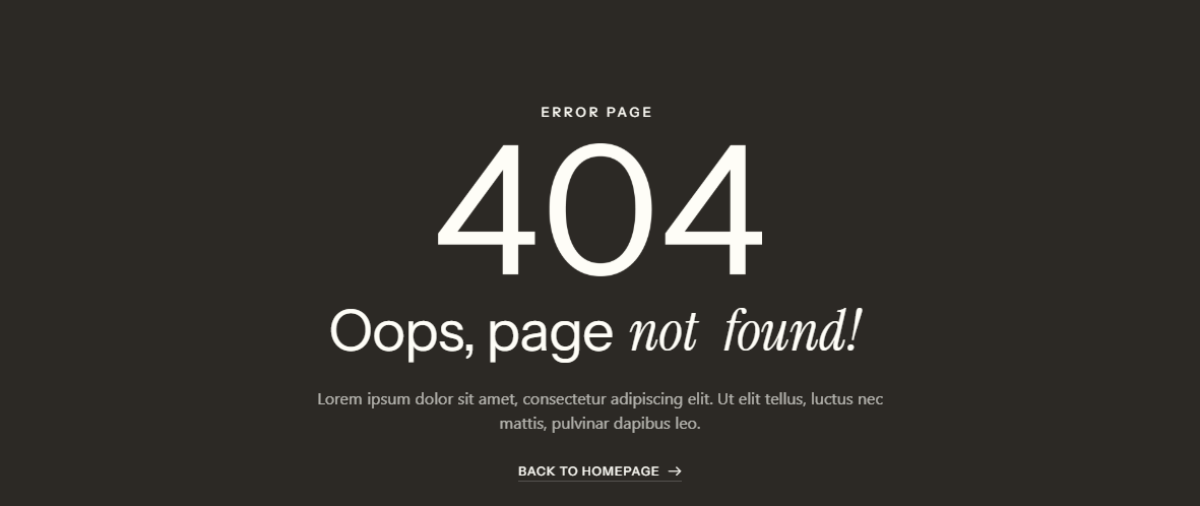 ERROR PAGE
404
Oops, page not found!
Lorem ipsum dolor sit amet, consectetur adipiscing elit. Ut elit tellus, luctus nec
mattis, pulvinar dapibus leo.
BACK TO HOMEPAGE →